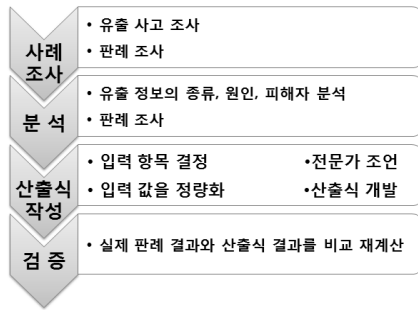 사례
조사
• 유출 사고 조사
• 판례 조사
분 석
• 유출 정보의 종류, 원인, 피해자 분석
• 판례 조사
산출식
작성
• 입력 항목 결정 •전문가 조언
• 입력 값을 정량화 •산출식 개발
검 증
• 실제 판례 결과와 산출식 결과를 비교 재계산